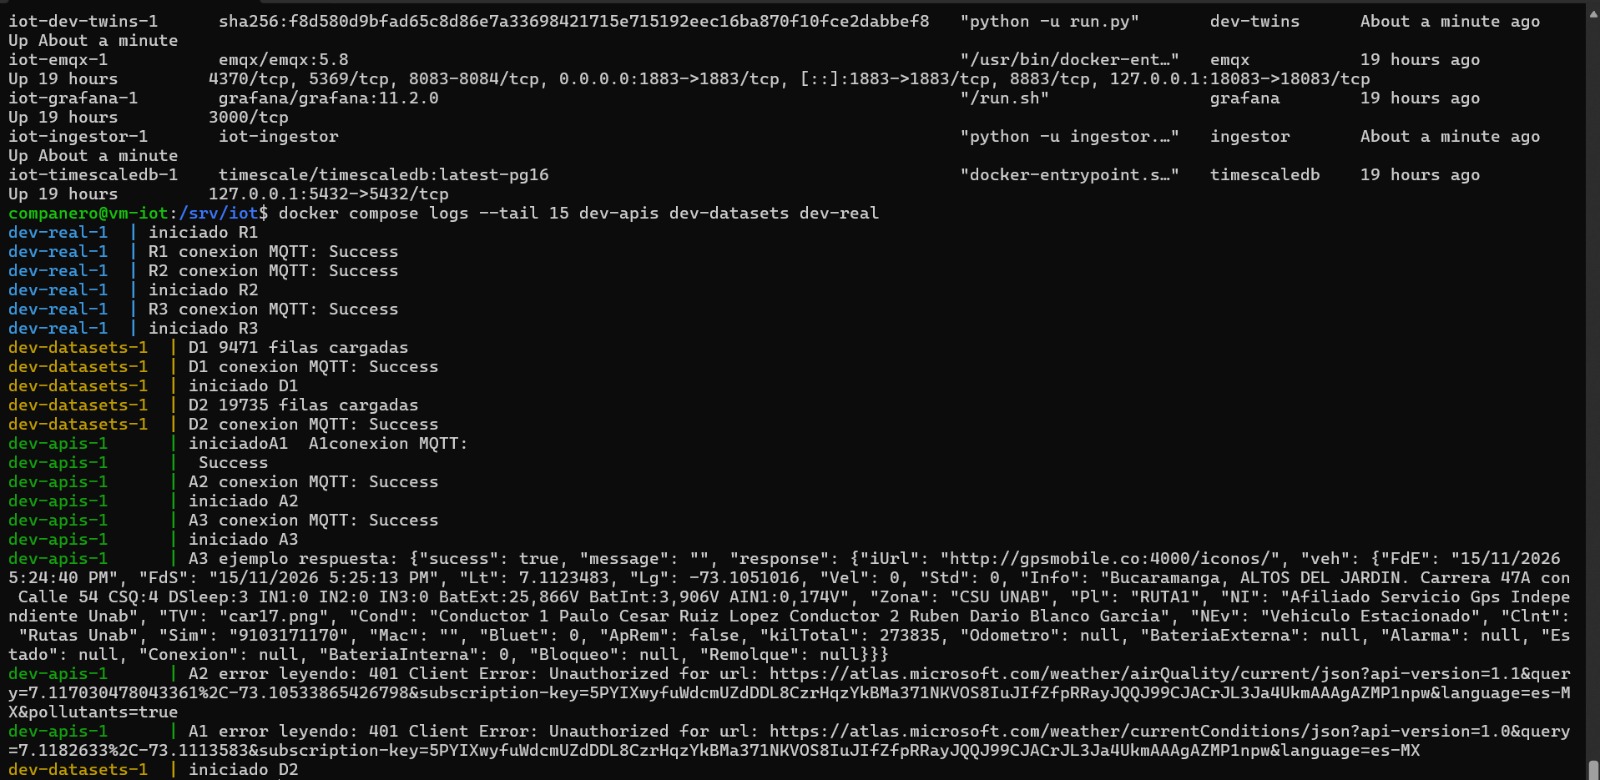 iot-dev-twins-1      sha256:f8d580d9bfad65c8d86e7a33698421715e715192eec16ba870f10fce2dabbef8   "python -u run.py"       dev-twins      About a minute ago
Up About a minute
iot-emqx-1           emqx/emqx:5.8                                                             "/usr/bin/docker-ent…"   emqx           19 hours ago
Up 19 hours         4370/tcp, 5369/tcp, 8083-8084/tcp, 0.0.0.0:1883->1883/tcp, [::]:1883->1883/tcp, 8883/tcp, 127.0.0.1:18083->18083/tcp
iot-grafana-1        grafana/grafana:11.2.0                                                    "/run.sh"                grafana        19 hours ago
Up 19 hours         3000/tcp
iot-ingestor-1       iot-ingestor                                                              "python -u ingestor.…"   ingestor       About a minute ago
Up About a minute
iot-timescaledb-1    timescale/timescaledb:latest-pg16                                         "docker-entrypoint.s…"   timescaledb    19 hours ago
Up 19 hours         127.0.0.1:5432->5432/tcp
companero@vm-iot:/srv/iot$ docker compose logs --tail 15 dev-apis dev-datasets dev-real
dev-real-1  | iniciado R1
dev-real-1  | R1 conexion MQTT: Success
dev-real-1  | R2 conexion MQTT: Success
dev-real-1  | iniciado R2
dev-real-1  | R3 conexion MQTT: Success
dev-real-1  | iniciado R3
dev-datasets-1  | D1 9471 filas cargadas
dev-datasets-1  | D1 conexion MQTT: Success
dev-datasets-1  | iniciado D1
dev-datasets-1  | D2 19735 filas cargadas
dev-datasets-1  | D2 conexion MQTT: Success
dev-apis-1      | iniciadoA1  A1conexion MQTT:
dev-apis-1      |  Success
dev-apis-1      | A2 conexion MQTT: Success
dev-apis-1      | iniciado A2
dev-apis-1      | A3 conexion MQTT: Success
dev-apis-1      | iniciado A3
dev-apis-1      | A3 ejemplo respuesta: {"sucess": true, "message": "", "response": {"iUrl": "http://gpsmobile.co:4000/iconos/", "veh": {"FdE": "15/11/2026
5:24:40 PM", "FdS": "15/11/2026 5:25:13 PM", "Lt": 7.1123483, "Lg": -73.1051016, "Vel": 0, "Std": 0, "Info": "Bucaramanga, ALTOS DEL JARDIN. Carrera 47A con
 Calle 54 CSQ:4 DSleep:3 IN1:0 IN2:0 IN3:0 BatExt:25,866V BatInt:3,906V AIN1:0,174V", "Zona": "CSU UNAB", "Pl": "RUTA1", "NI": "Afiliado Servicio Gps Indepe
ndiente Unab", "TV": "car17.png", "Cond": "Conductor 1 Paulo Cesar Ruiz Lopez Conductor 2 Ruben Dario Blanco Garcia", "NEv": "Vehiculo Estacionado", "Clnt":
 "Rutas Unab", "Sim": "9103171170", "Mac": "", "Bluet": 0, "ApRem": false, "kilTotal": 273835, "Odometro": null, "BateriaExterna": null, "Alarma": null, "Es
tado": null, "Conexion": null, "BateriaInterna": 0, "Bloqueo": null, "Remolque": null}}}
dev-apis-1      | A2 error leyendo: 401 Client Error: Unauthorized for url: https://atlas.microsoft.com/weather/airQuality/current/json?api-version=1.1&quer
y=7.117030478043361%2C-73.10533865426798&subscription-key=5PYIXwyfuWdcmUZdDDL8CzrHqzYkBMa371NKVOS8IuJIfZfpRRayJQQJ99CJACrJL3Ja4UkmAAAgAZMP1npw&language=es-M
X&pollutants=true
dev-apis-1      | A1 error leyendo: 401 Client Error: Unauthorized for url: https://atlas.microsoft.com/weather/currentConditions/json?api-version=1.0&query
=7.1182633%2C-73.1113583&subscription-key=5PYIXwyfuWdcmUZdDDL8CzrHqzYkBMa371NKVOS8IuJIfZfpRRayJQQJ99CJACrJL3Ja4UkmAAAgAZMP1npw&language=es-MX
dev-datasets-1  | iniciado D2